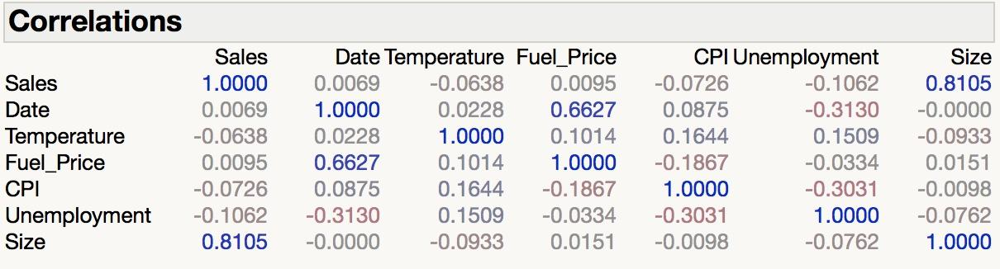 Correlations
Sales Date Temperature Fuel_Price CPI Unemployment Size
Sales 1.0000 0.0069 -0.0638 0.0095 -0.0726 -0.1062 0.8105
Date 0.0069 1.0000 0.0228 0.6627 0.0875 -0.3130 -0.0000
Temperature -0.0638 0.0228 1.0000 0.1014 0.1644 0.1509 -0.0933
Fuel_Price 0.0095 0.6627 0.1014 1.0000 -0.1867 -0.0334 0.0151
CPI -0.0726 0.0875 0.1644 -0.1867 1.0000 -0.3031 -0.0098
Unemployment -0.1062 -0.3130 0.1509 -0.0334 -0.3031 1.0000 -0.0762
Size 0.8105 -0.0000 -0.0933 0.0151 -0.0098 -0.0762 1.0000